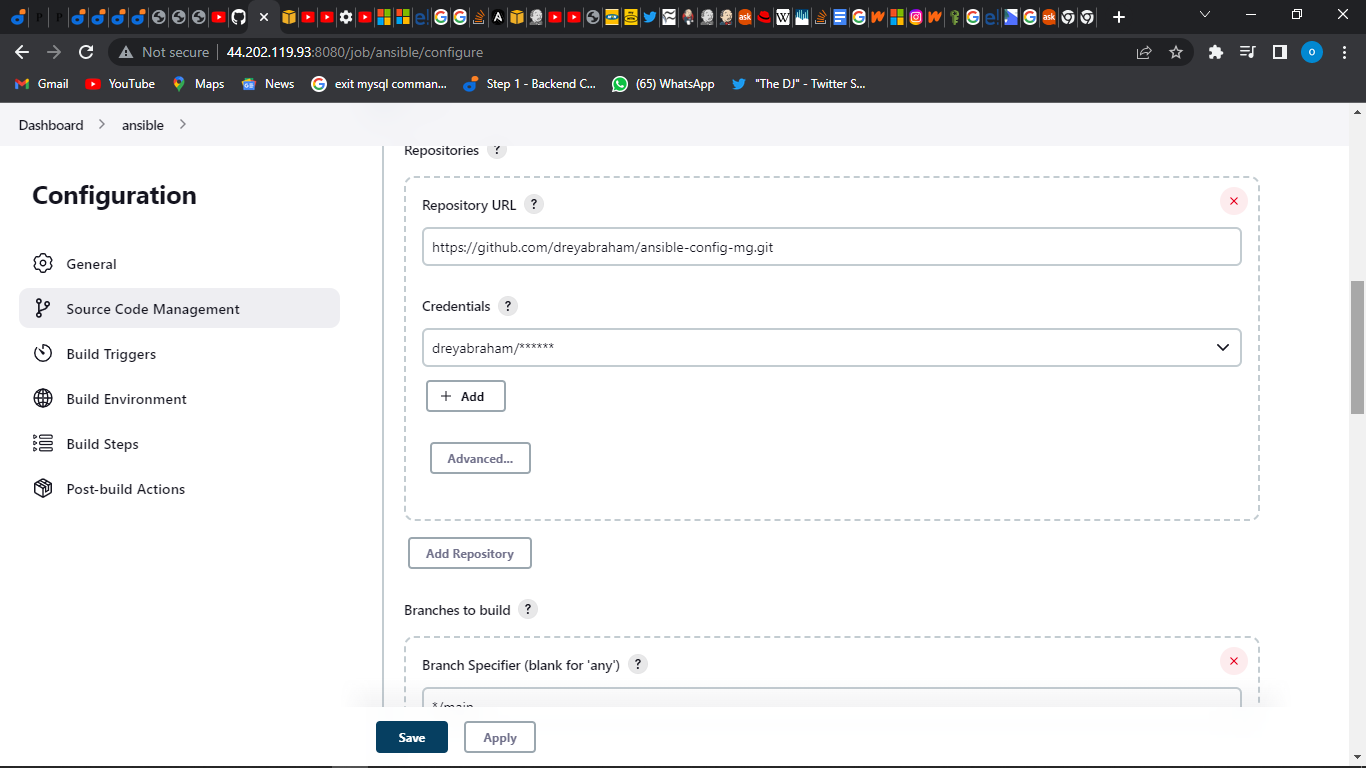 Not secure 44.202.119.93:8080/job/ansible/configure
Gmail YouTube Maps News exit mysql comman... Step 1 - Backend C... (65) WhatsApp "The DJ" - Twitter S...
Dashboard ansible
Repositories ?
Configuration
Repository URL ?
https://github.com/dreyabraham/ansible-config-mg.git
General
Credentials ?
Source Code Management
dreyabraham/******
Build Triggers
Add
Build Environment
Build Steps
Advanced...
Post-build Actions
Add Repository
Branches to build ?
Branch Specifier (blank for 'any') ?
*/main
Save Apply